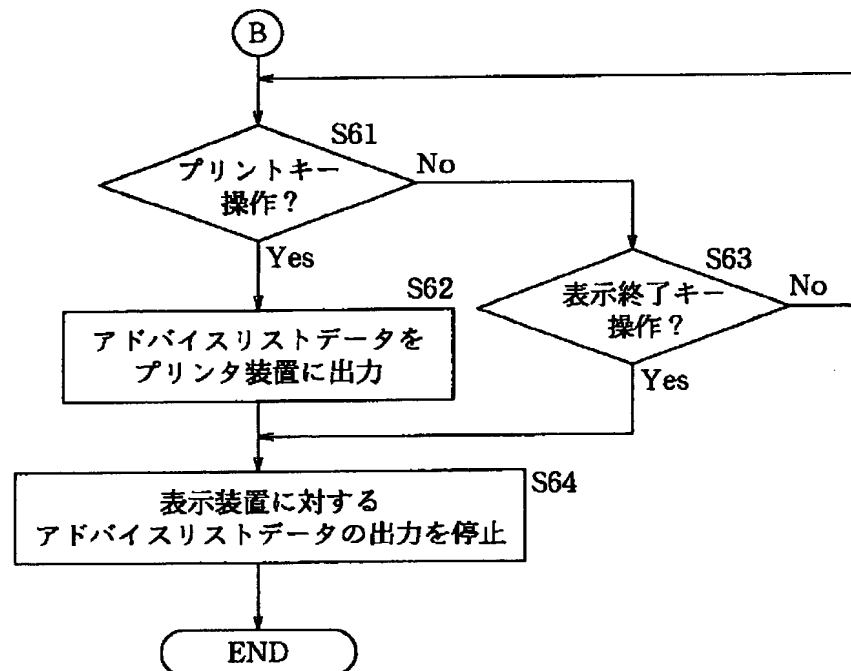 B
S61
プリントキー
操作？
No
Yes
S62
アドバイスリストデータを
プリンタ装置に出力
S63
表示終了キー
操作？
No
Yes
S64
表示装置に対する
アドバイスリストデータの出力を停止
END